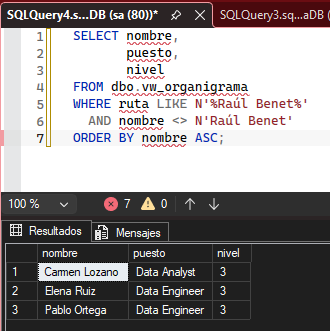 SQLQuery4.s...DB (sa (80))* SQLQuery3.sq...aDB (
1 SELECT nombre,
2 puesto,
3 nivel
4 FROM dbo.vw_organigrama
5 WHERE ruta LIKE N'%Raúl Benet%'
6 AND nombre <> N'Raúl Benet'
7 ORDER BY nombre ASC;
100 % 7 0
Resultados Mensajes
nombre puesto nivel
1 Carmen Lozano Data Analyst 3
2 Elena Ruiz Data Engineer 3
3 Pablo Ortega Data Engineer 3